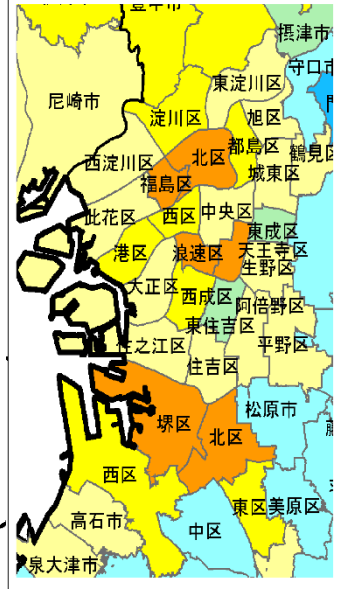 豊中市
摂津市
守口市
東淀川区
尼崎市
淀川区
旭区
都島区
鶴見区
西淀川区
北区
城東区
福島区
此花区
西区
中央区
東成区
港区
浪速区
天王寺区
生野区
大正区
西成区
阿倍野区
東住吉区
住之江区
平野区
住吉区
松原市
堺区
北区
西区
東区
美原区
高石市
中区
泉大津市